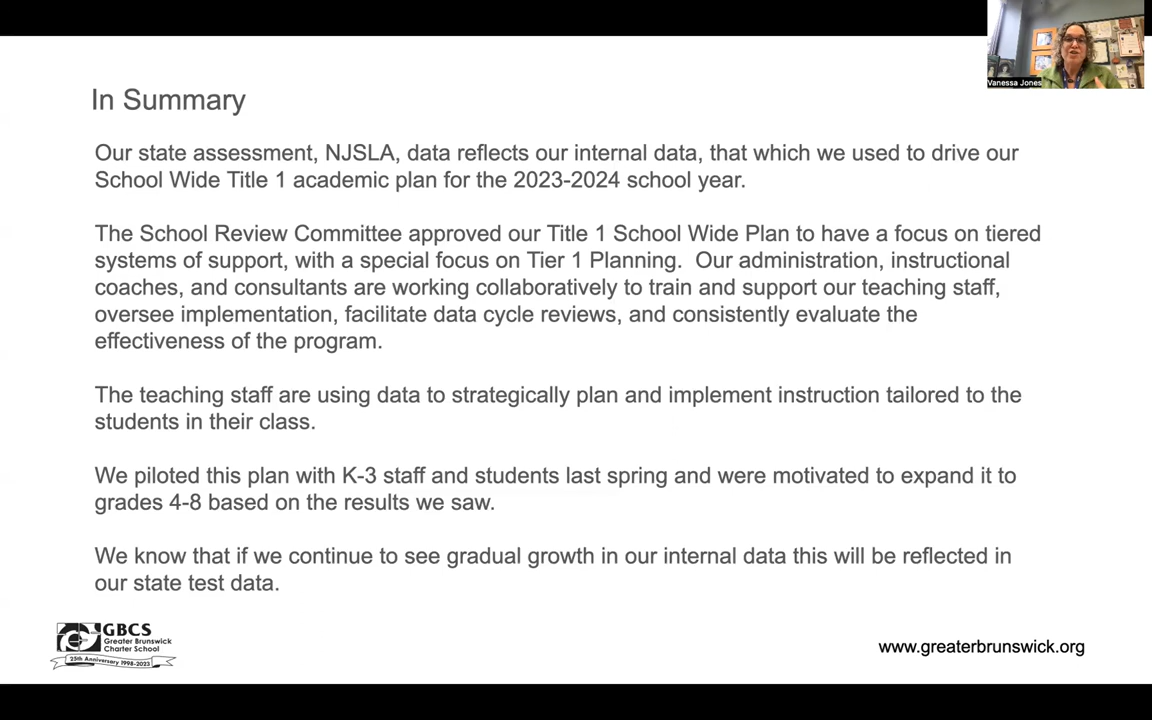 Vanessa Jones
In Summary
Our state assessment, NJSLA, data reflects our internal data, that which we used to drive our
School Wide Title 1 academic plan for the 2023-2024 school year.
The School Review Committee approved our Title 1 School Wide Plan to have a focus on tiered
systems of support, with a special focus on Tier 1 Planning.  Our administration, instructional
coaches, and consultants are working collaboratively to train and support our teaching staff,
oversee implementation, facilitate data cycle reviews, and consistently evaluate the
effectiveness of the program.
The teaching staff are using data to strategically plan and implement instruction tailored to the
students in their class.
We piloted this plan with K-3 staff and students last spring and were motivated to expand it to
grades 4-8 based on the results we saw.
We know that if we continue to see gradual growth in our internal data this will be reflected in
our state test data.
GBCS
Greater Brunswick
Charter School
25th Anniversary 1998-2023
www.greaterbrunswick.org